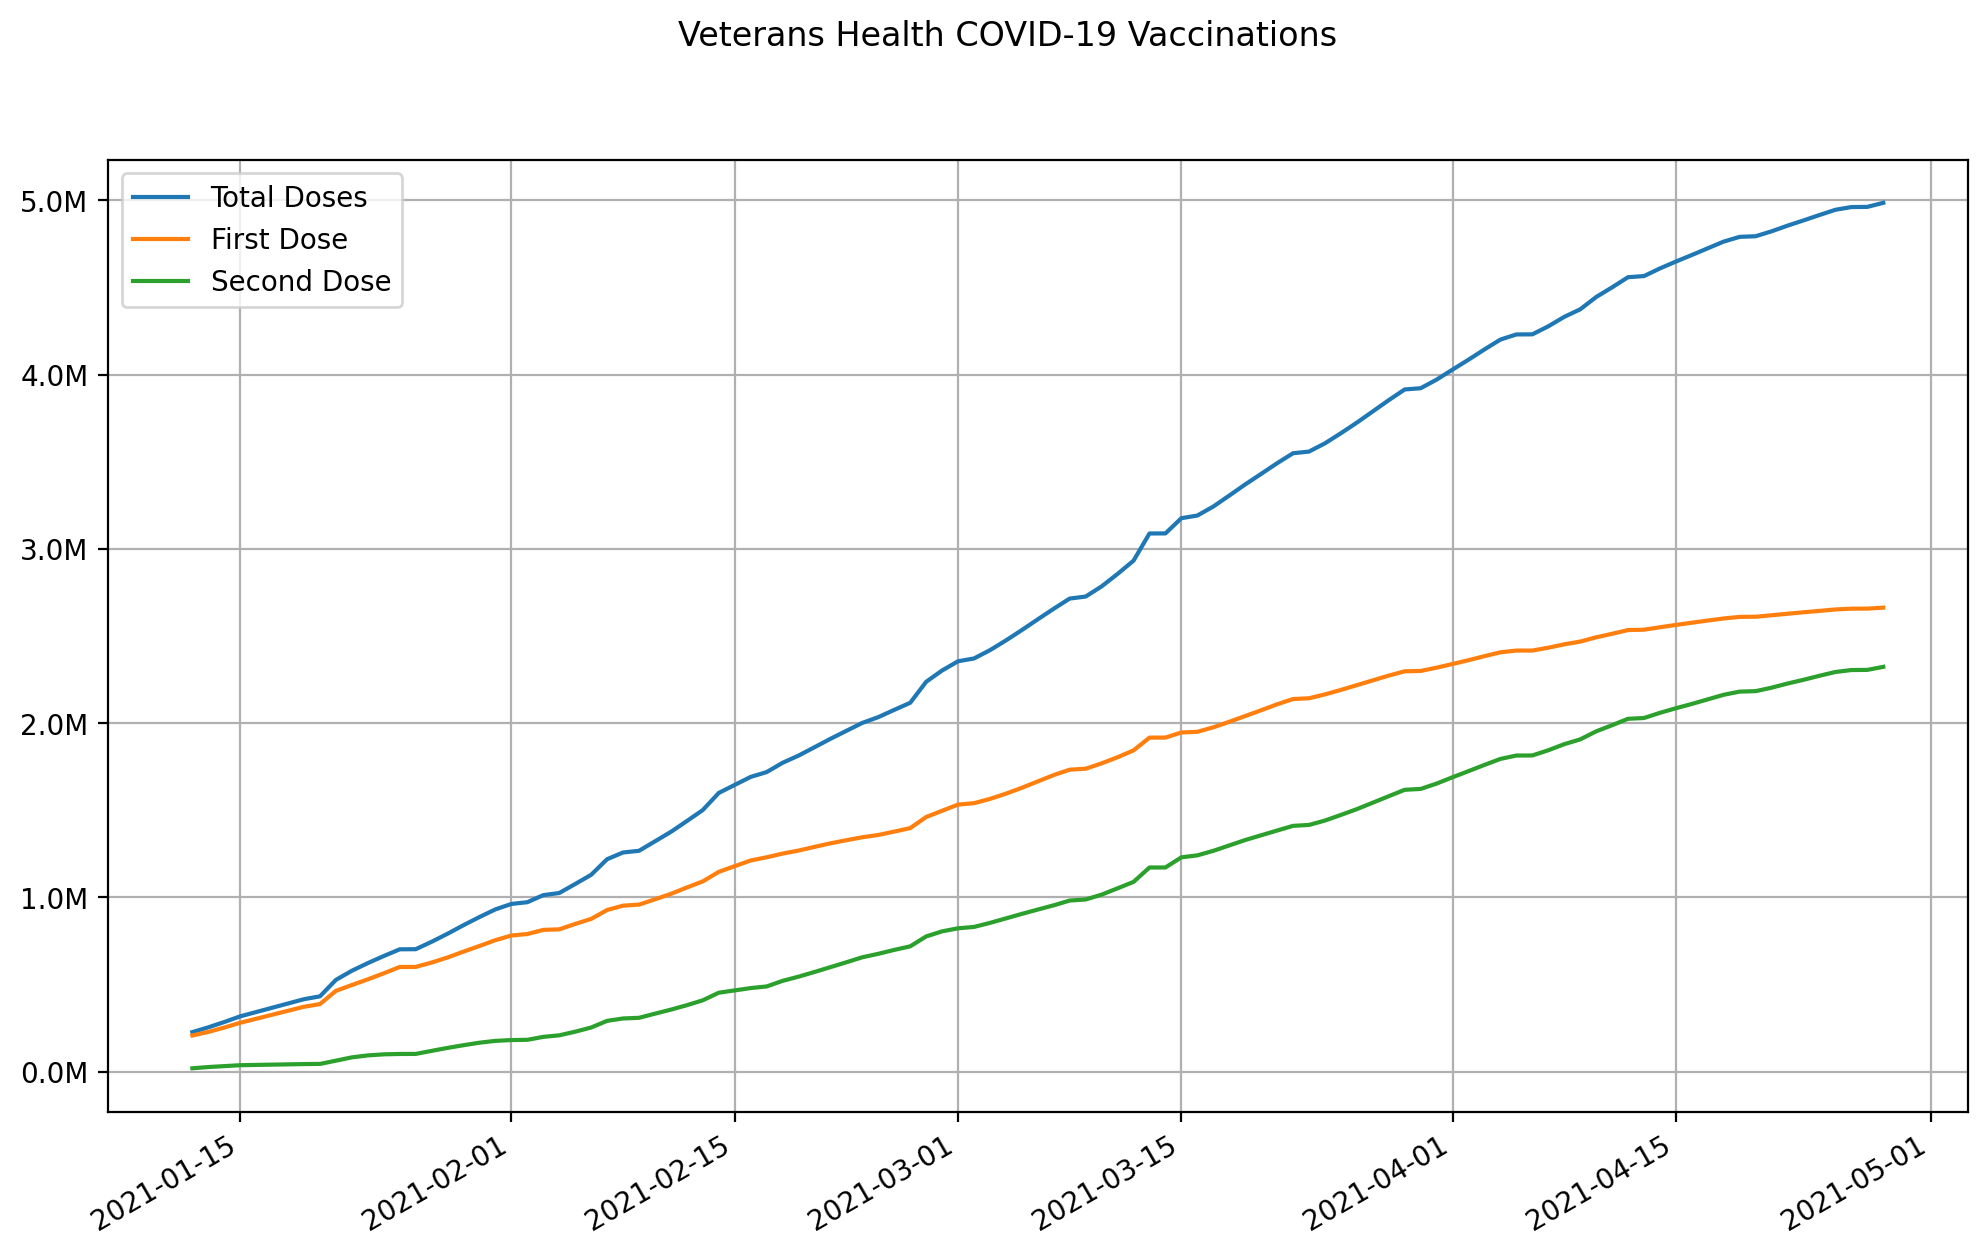 Veterans Health COVID-19 Vaccinations
Total Doses
First Dose
Second Dose
5.0M
4.0M
3.0M
2.0M
1.0M
0.0M
2021-01-15
2021-02-01
2021-02-15
2021-03-01
2021-03-15
2021-04-01
2021-04-15
2021-05-01